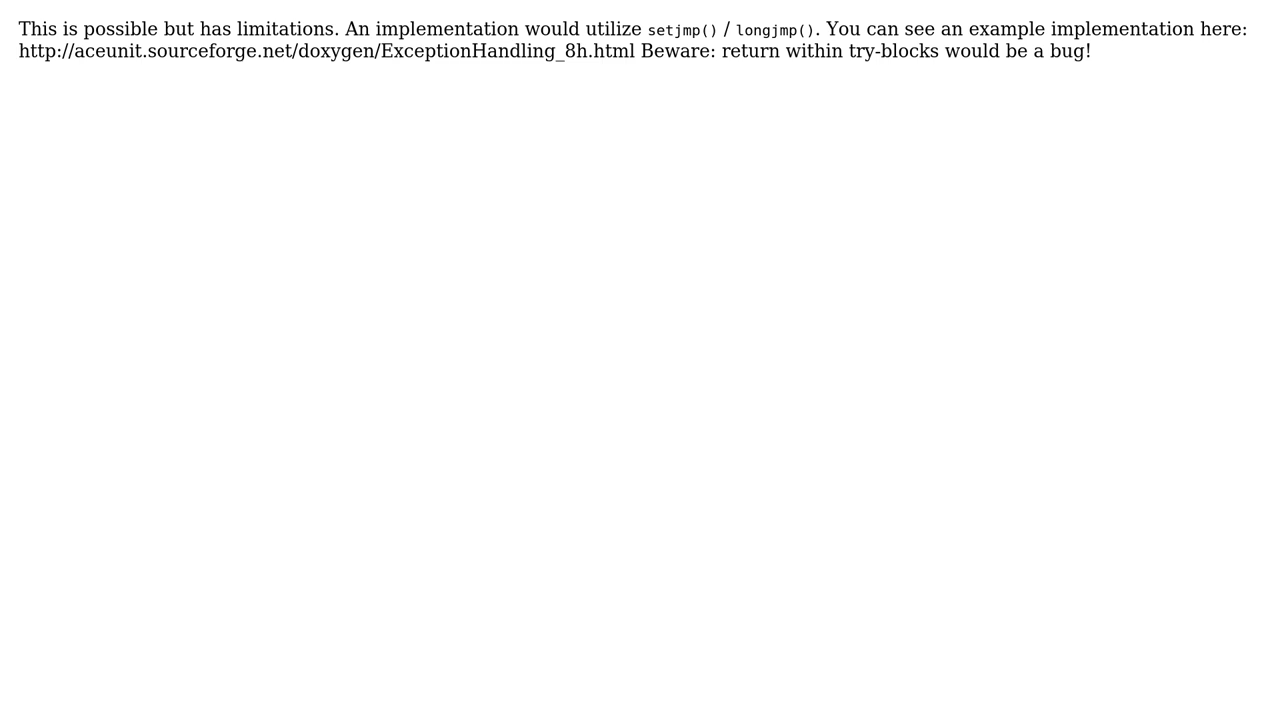 This is possible but has limitations. An implementation would utilize setjmp() / longjmp(). You can see an example implementation here:
http://aceunit.sourceforge.net/doxygen/ExceptionHandling_8h.html Beware: return within try-blocks would be a bug!